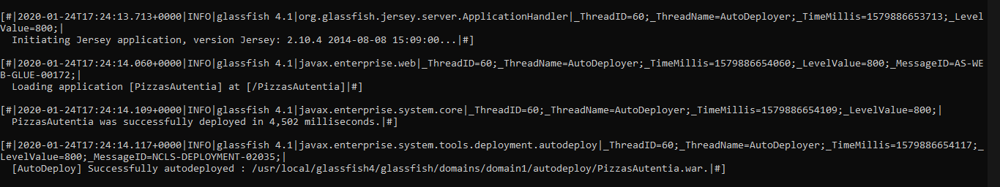 [#|2020-01-24T17:24:13.713+0000|INFO|glassfish 4.1|org.glassfish.jersey.server.ApplicationHandler|_ThreadID=60;_ThreadName=AutoDeployer;_TimeMillis=1579886653713;_Level
Value=800;|
  Initiating Jersey application, version Jersey: 2.10.4 2014-08-08 15:09:00...|#]
[#|2020-01-24T17:24:14.060+0000|INFO|glassfish 4.1|javax.enterprise.web|_ThreadID=60;_ThreadName=AutoDeployer;_TimeMillis=1579886654060;_LevelValue=800;_MessageID=AS-WE
B-GLUE-00172;|
  Loading application [PizzasAutentia] at [/PizzasAutentia]|#]
[#|2020-01-24T17:24:14.109+0000|INFO|glassfish 4.1|javax.enterprise.system.core|_ThreadID=60;_ThreadName=AutoDeployer;_TimeMillis=1579886654109;_LevelValue=800;|
  PizzasAutentia was successfully deployed in 4,502 milliseconds.|#]
[#|2020-01-24T17:24:14.117+0000|INFO|glassfish 4.1|javax.enterprise.system.tools.deployment.autodeploy|_ThreadID=60;_ThreadName=AutoDeployer;_TimeMillis=1579886654117;_
LevelValue=800;_MessageID=NCLS-DEPLOYMENT-02035;|
  [AutoDeploy] Successfully autodeployed : /usr/local/glassfish4/glassfish/domains/domain1/autodeploy/PizzasAutentia.war.|#]